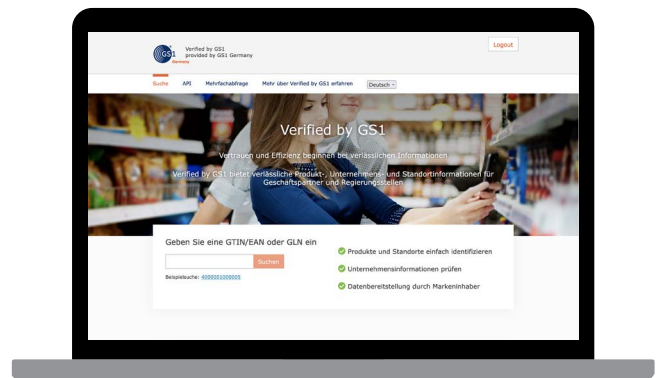 GS1
Germany
Verified by GS1
provided by GS1 Germany
Logout
Suche API Mehrfachabfrage Mehr über Verified by GS1 erfahren Deutsch
Verified by GS1
Vertrauen und Effizienz beginnen bei verlässlichen Informationen
Verified by GS1 bietet verlässliche Produkt-, Unternehmens- und Standortinformationen für
Geschäftspartner und Regierungsstellen
Geben Sie eine GTIN/EAN oder GLN ein
Suchen
Beispielsuche: 4000001000005
Produkte und Standorte einfach identifizieren
Unternehmensinformationen prüfen
Datenbereitstellung durch Markeninhaber